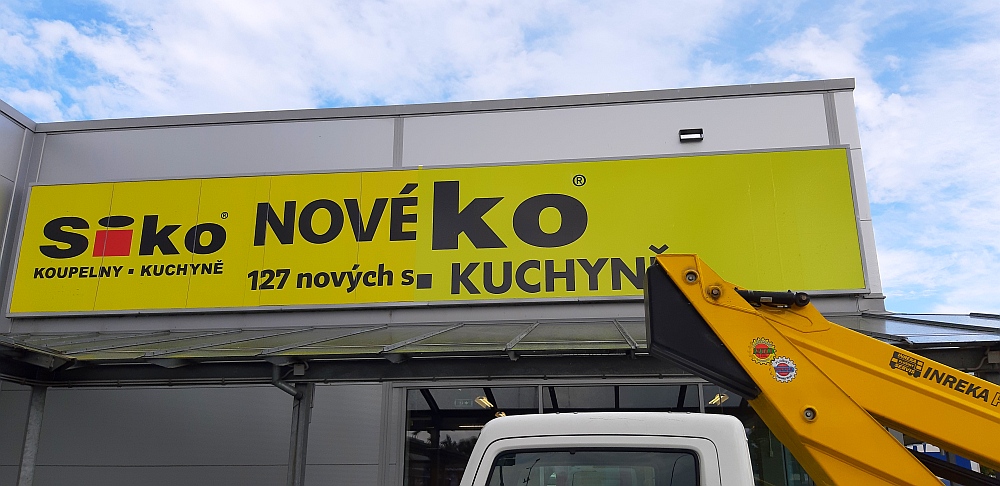 Siko®
KOUPELNY ▪ KUCHYNĚ
NOVÉ
127 nových s
ko®
▪ KUCHYNĚ
INREKA